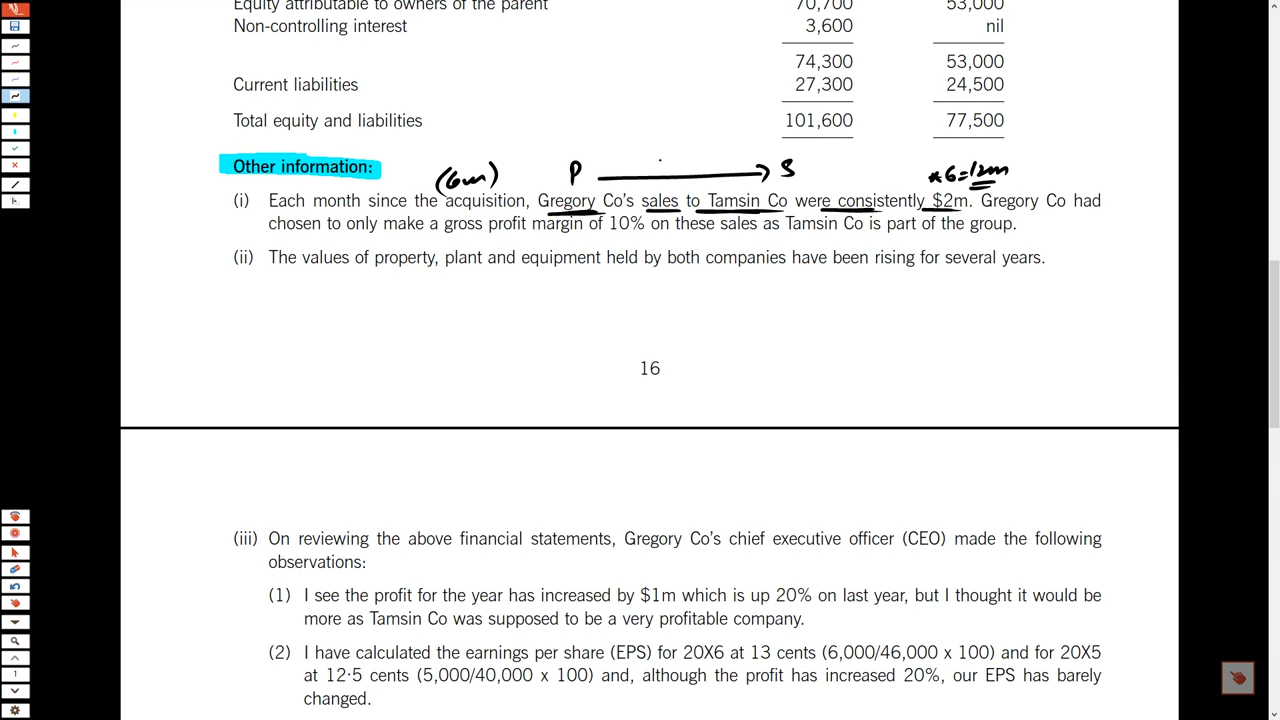 Equity attributable to owners of the parent 70,700 53,000
Non-controlling interest 3,600 nil
74,300 53,000
Current liabilities 27,300 24,500
Total equity and liabilities 101,600 77,500
Other information:
(6m) P S *6=12m
(i) Each month since the acquisition, Gregory Co's sales to Tamsin Co were consistently $2m. Gregory Co had
chosen to only make a gross profit margin of 10% on these sales as Tamsin Co is part of the group.
(ii) The values of property, plant and equipment held by both companies have been rising for several years.
16
(iii) On reviewing the above financial statements, Gregory Co's chief executive officer (CEO) made the following
observations:
(1) I see the profit for the year has increased by $1m which is up 20% on last year, but I thought it would be
more as Tamsin Co was supposed to be a very profitable company.
(2) I have calculated the earnings per share (EPS) for 20X6 at 13 cents (6,000/46,000 x 100) and for 20X5
at 12·5 cents (5,000/40,000 x 100) and, although the profit has increased 20%, our EPS has barely
changed.
1